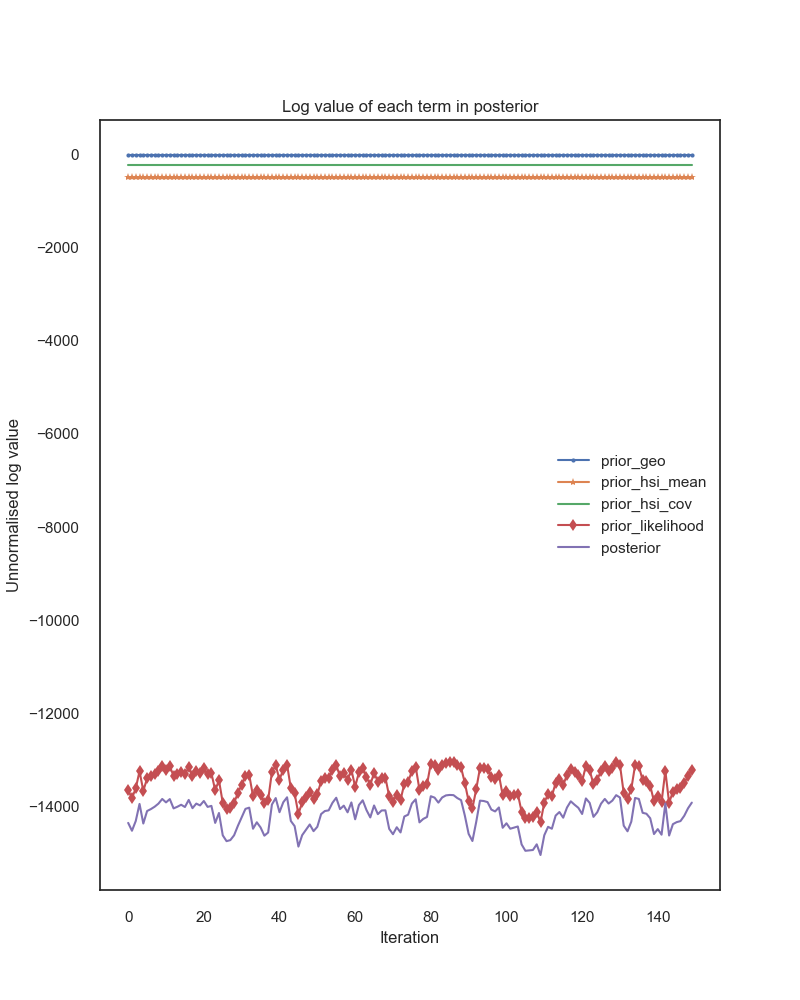 Log value of each term in posterior
Unnormalised log value
0
−2000
−4000
−6000
−8000
−10000
−12000
−14000
prior_geo
prior_hsi_mean
prior_hsi_cov
prior_likelihood
posterior
0 20 40 60 80 100 120 140
Iteration